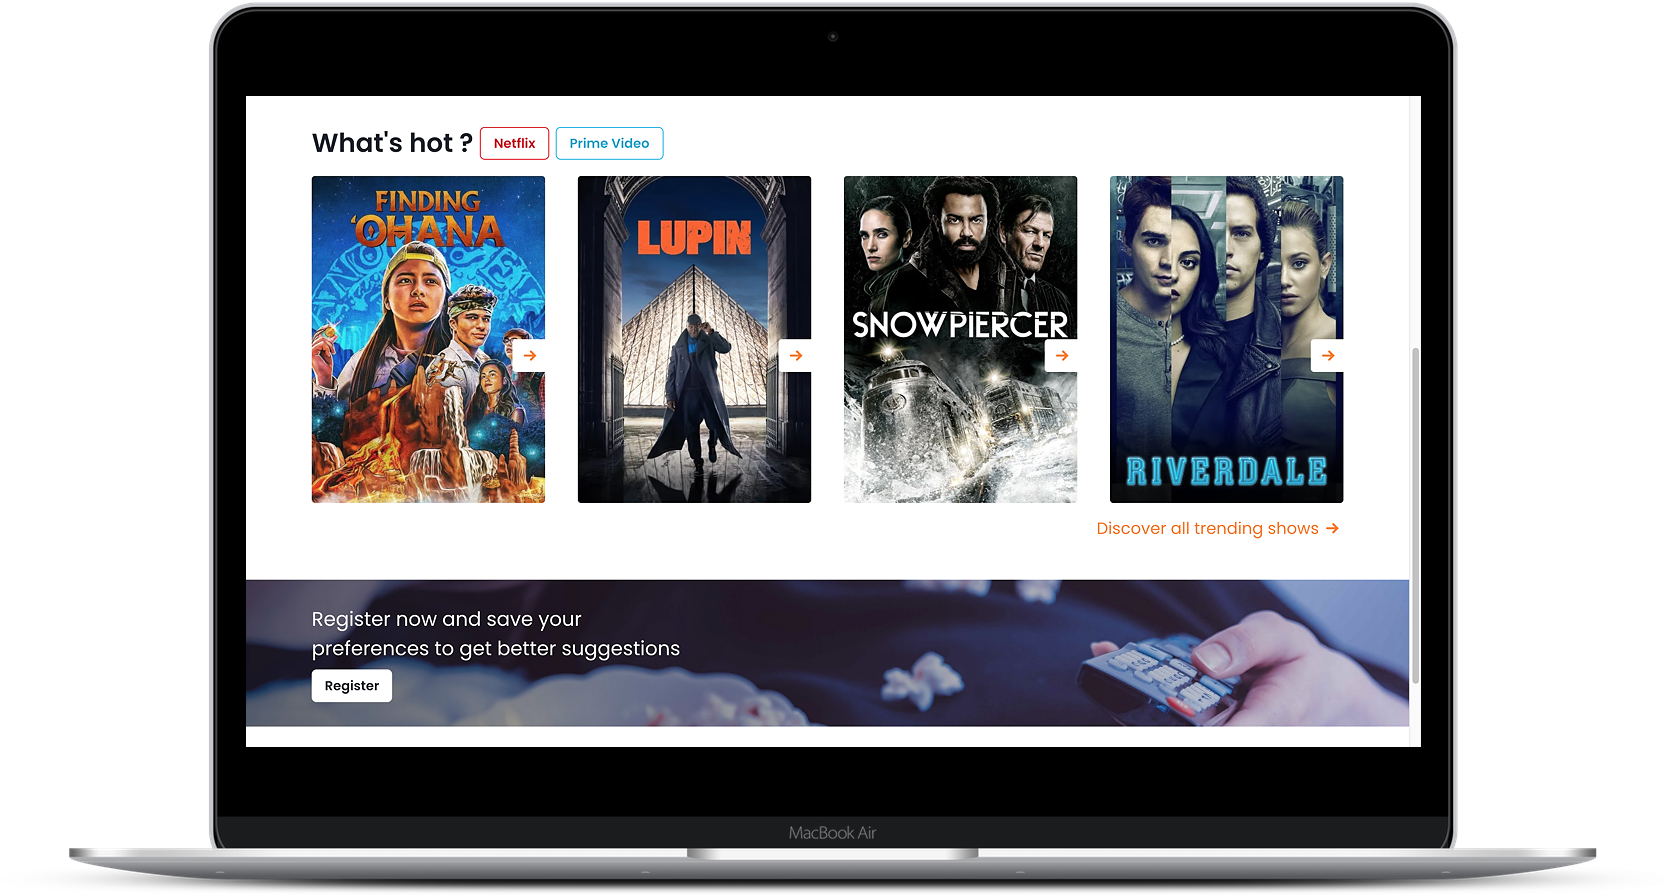 What's hot ? Netflix Prime Video
FINDING
'OHANA
LUPIN
SNOWPIERCER
RIVERDALE
Discover all trending shows →
Register now and save your
preferences to get better suggestions
Register
MacBook Air